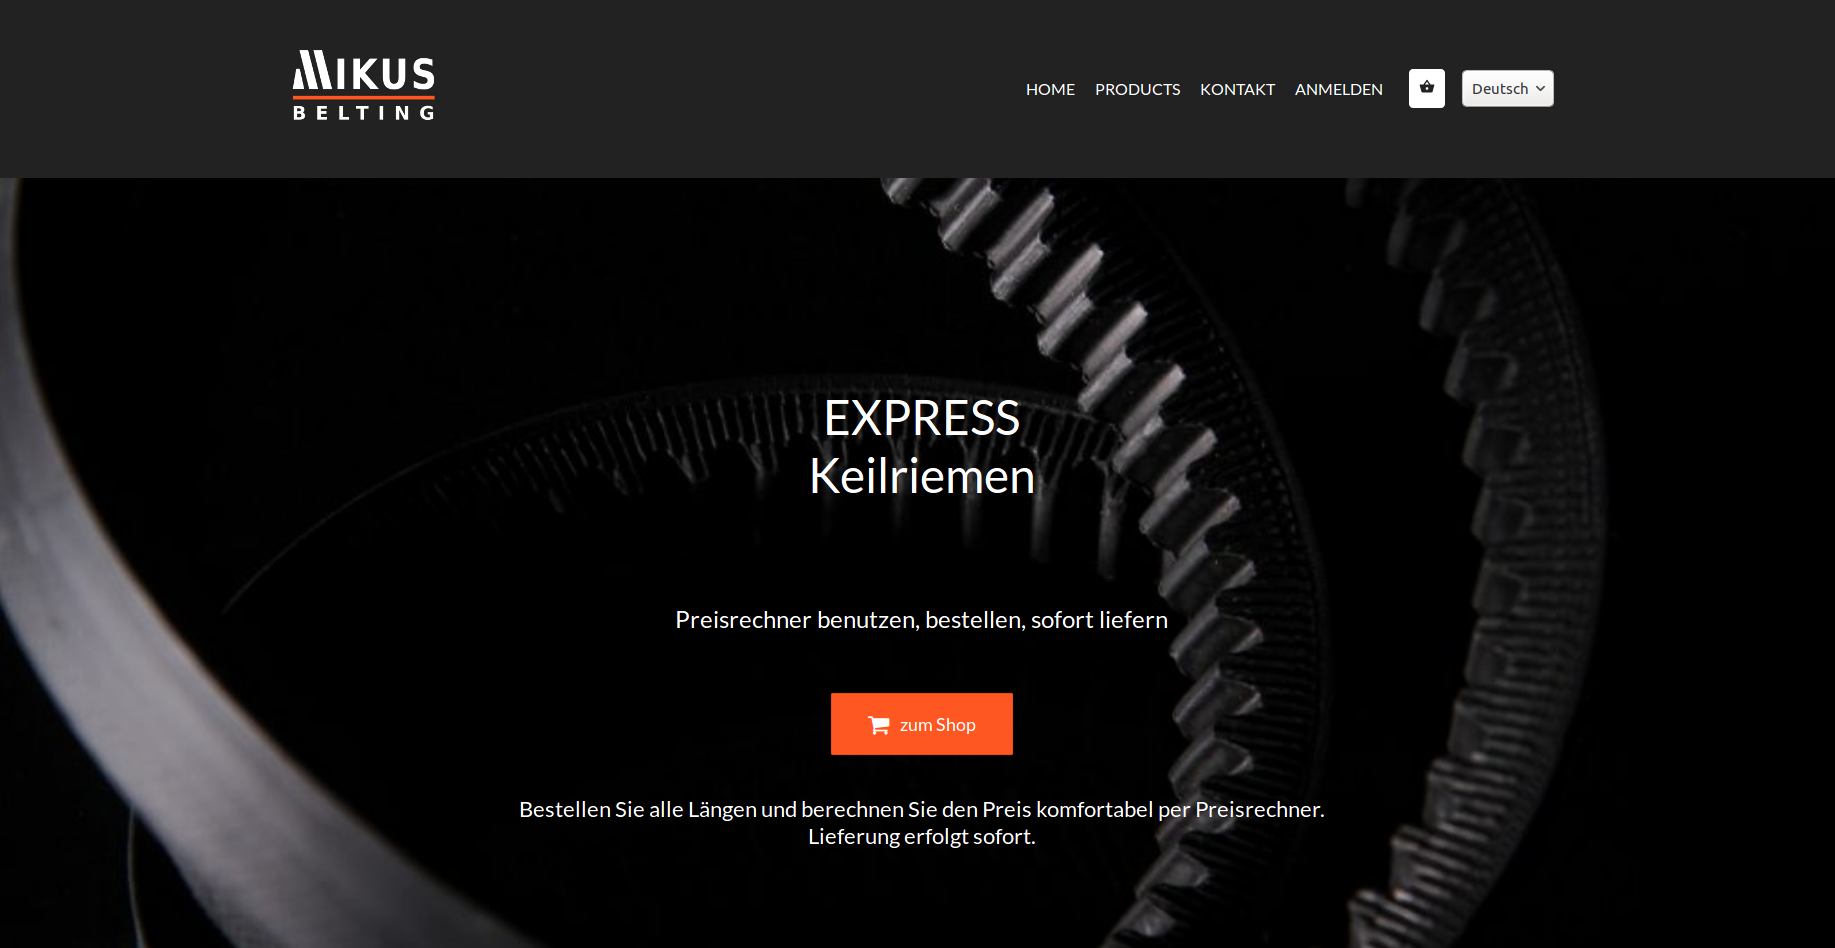 MIKUS
BELTING
HOME PRODUCTS KONTAKT ANMELDEN Deutsch
EXPRESS
Keilriemen
Preisrechner benutzen, bestellen, sofort liefern
zum Shop
Bestellen Sie alle Längen und berechnen Sie den Preis komfortabel per Preisrechner.
Lieferung erfolgt sofort.